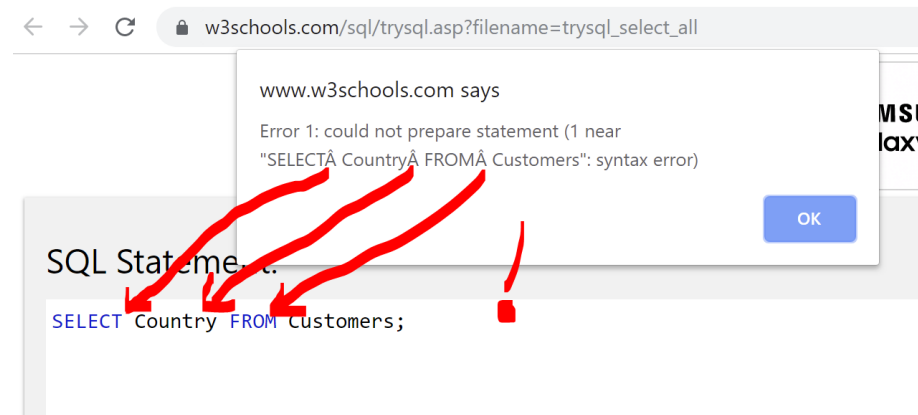 w3schools.com/sql/trysql.asp?filename=trysql_select_all
www.w3schools.com says
Error 1: could not prepare statement (1 near
"SELECTÂ CountryÂ FROMÂ Customers": syntax error)
OK
SQL Statement:
SELECT Country FROM Customers;
!